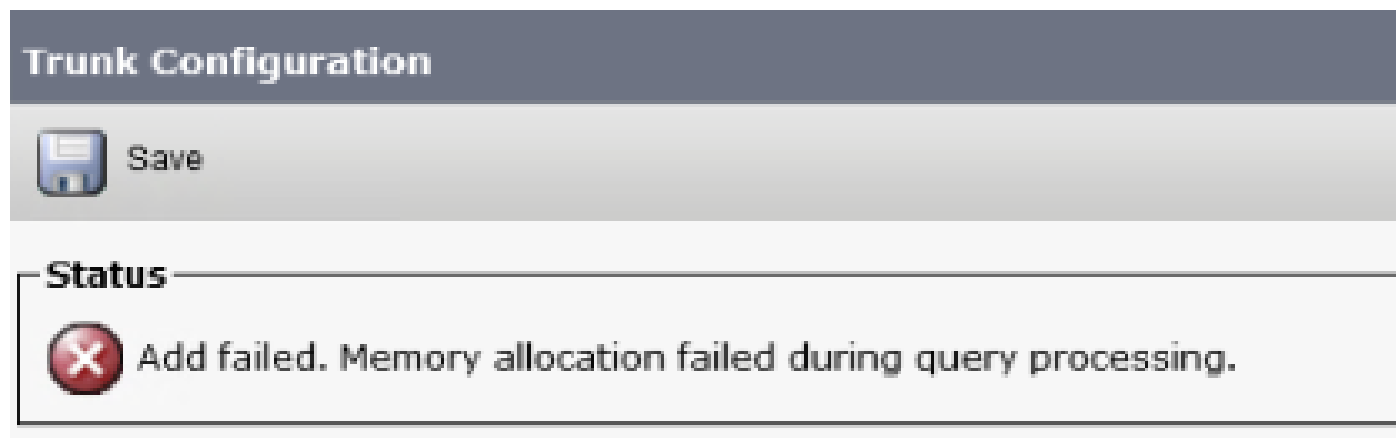 Trunk Configuration
Save
Status
Add failed. Memory allocation failed during query processing.